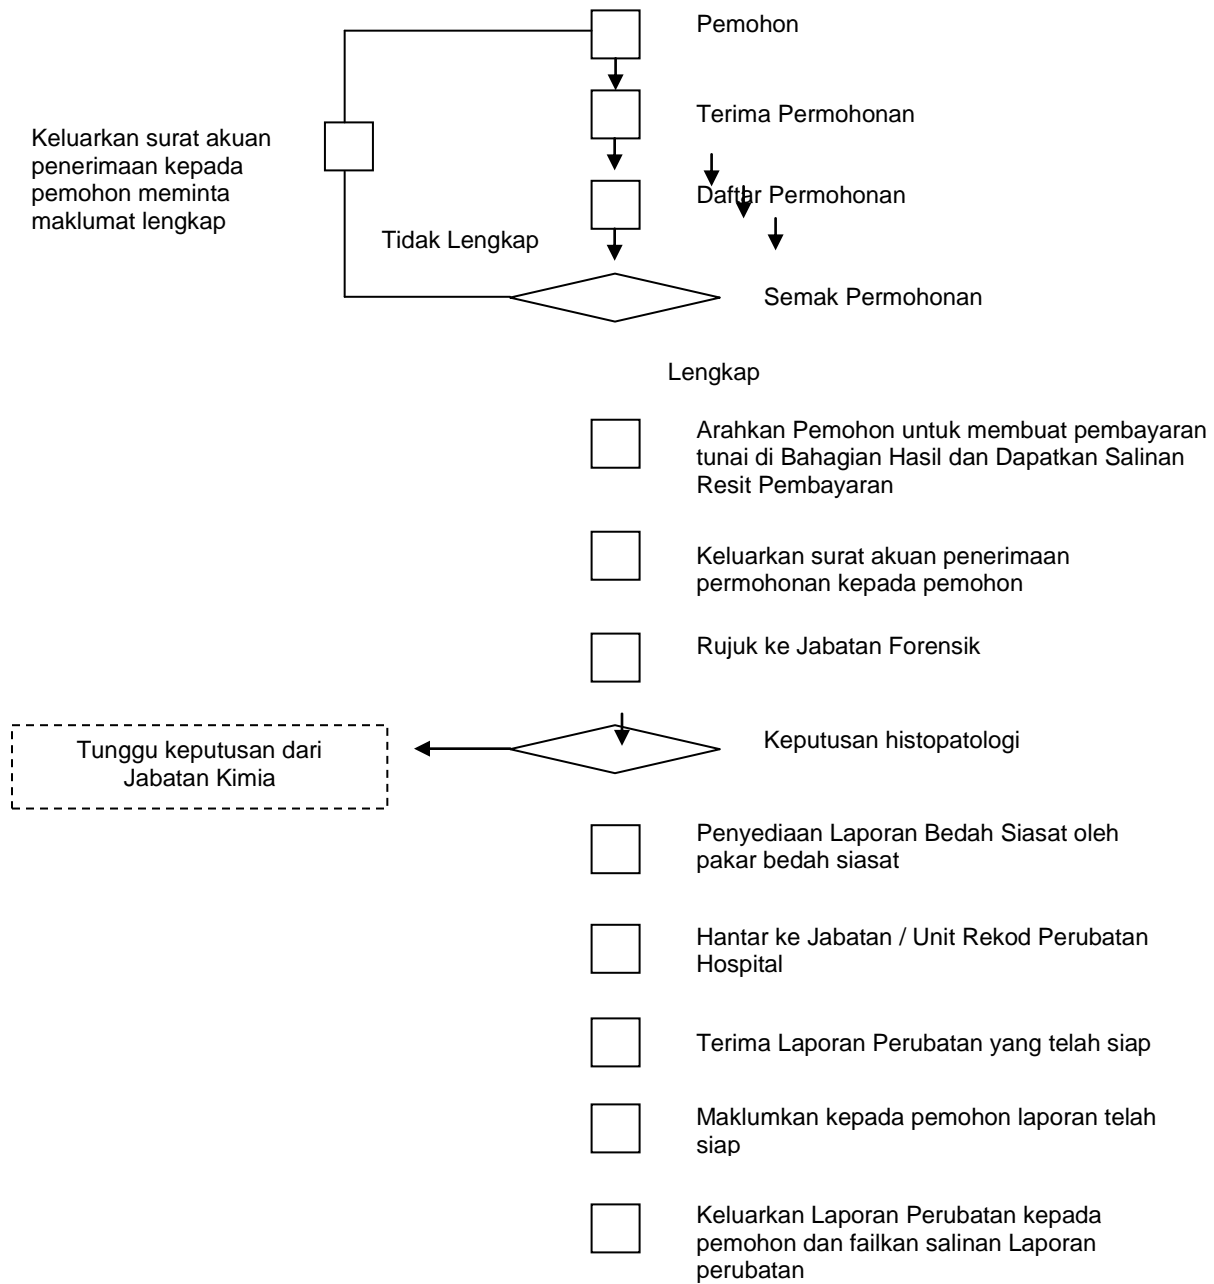 Pemohon
Terima Permohonan
Keluarkan surat akuan
penerimaan kepada
pemohon meminta
maklumat lengkap
Daftar Permohonan
Tidak Lengkap
Semak Permohonan
Lengkap
Arahkan Pemohon untuk membuat pembayaran
tunai di Bahagian Hasil dan Dapatkan Salinan
Resit Pembayaran
Keluarkan surat akuan penerimaan
permohonan kepada pemohon
Rujuk ke Jabatan Forensik
Keputusan histopatologi
Tunggu keputusan dari
Jabatan Kimia
Penyediaan Laporan Bedah Siasat oleh
pakar bedah siasat
Hantar ke Jabatan / Unit Rekod Perubatan
Hospital
Terima Laporan Perubatan yang telah siap
Maklumkan kepada pemohon laporan telah
siap
Keluarkan Laporan Perubatan kepada
pemohon dan failkan salinan Laporan
perubatan